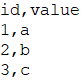 id,value
1,a
2,b
3,c